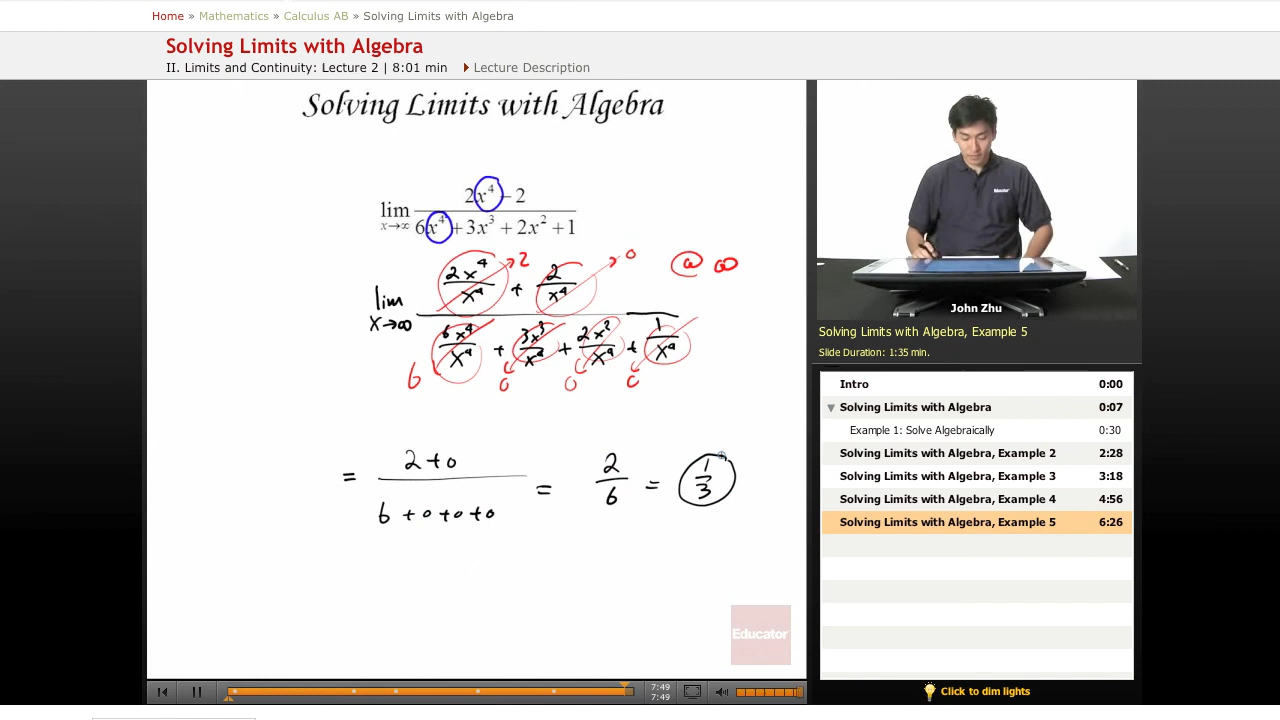 Home » Mathematics » Calculus AB » Solving Limits with Algebra
Solving Limits with Algebra
II. Limits and Continuity: Lecture 2 | 8:01 min Lecture Description
Solving Limits with Algebra
lim x→∞ (2x⁴ - 2) / (6x⁴ + 3x³ + 2x² + 1)
@ ∞
lim x→∞ (2x⁴/x⁴ + 2/x⁴) / (6x⁴/x⁴ + 3x³/x⁴ + 2x²/x⁴ + 1/x⁴)
2 0
6 0 0 0
= (2+0) / (6+0+0+0) = 2/6 = 1/3
Educator
Educator
John Zhu
Solving Limits with Algebra, Example 5
Slide Duration: 1:35 min.
Intro 0:00
Solving Limits with Algebra 0:07
Example 1: Solve Algebraically 0:30
Solving Limits with Algebra, Example 2 2:28
Solving Limits with Algebra, Example 3 3:18
Solving Limits with Algebra, Example 4 4:56
Solving Limits with Algebra, Example 5 6:26
7:49
7:49
Click to dim lights